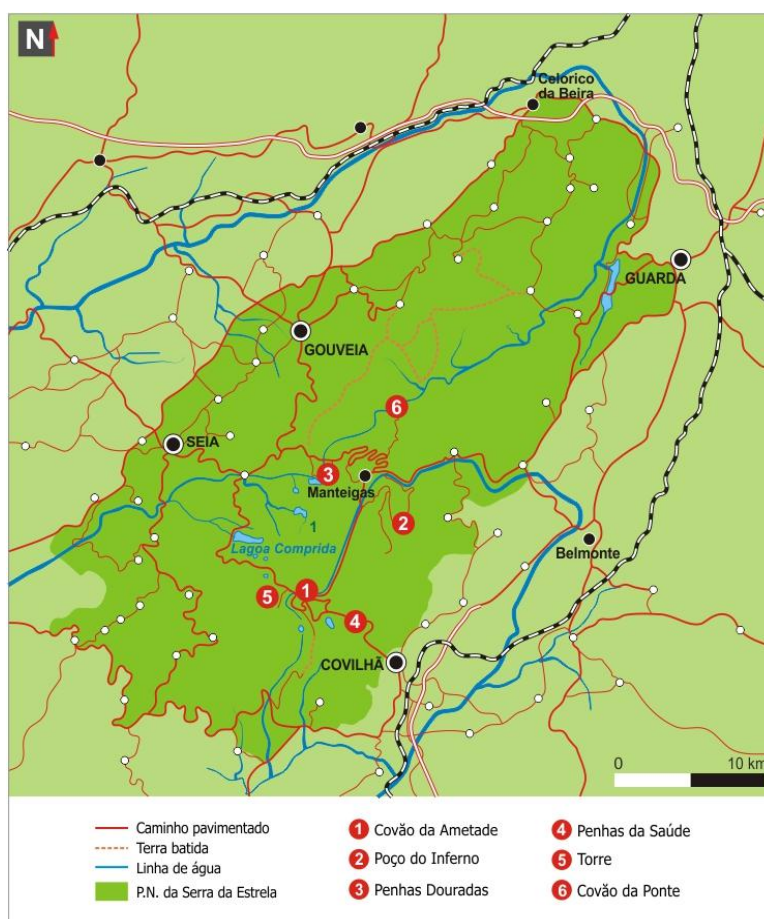 N
Celorico
da Beira
GUARDA
GOUVEIA
6
SEIA
3
Manteigas
2
1
Lagoa Comprida
Belmonte
1
5
4
COVILHÃ
0 10 km
Caminho pavimentado
Terra batida
Linha de água
P.N. da Serra da Estrela
1 Covão da Ametade
2 Poço do Inferno
3 Penhas Douradas
4 Penhas da Saúde
5 Torre
6 Covão da Ponte